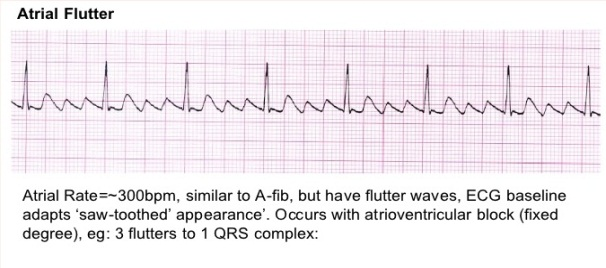 Atrial Flutter
Atrial Rate=~300bpm, similar to A-fib, but have flutter waves, ECG baseline
adapts ‘saw-toothed’ appearance’. Occurs with atrioventricular block (fixed
degree), eg: 3 flutters to 1 QRS complex: